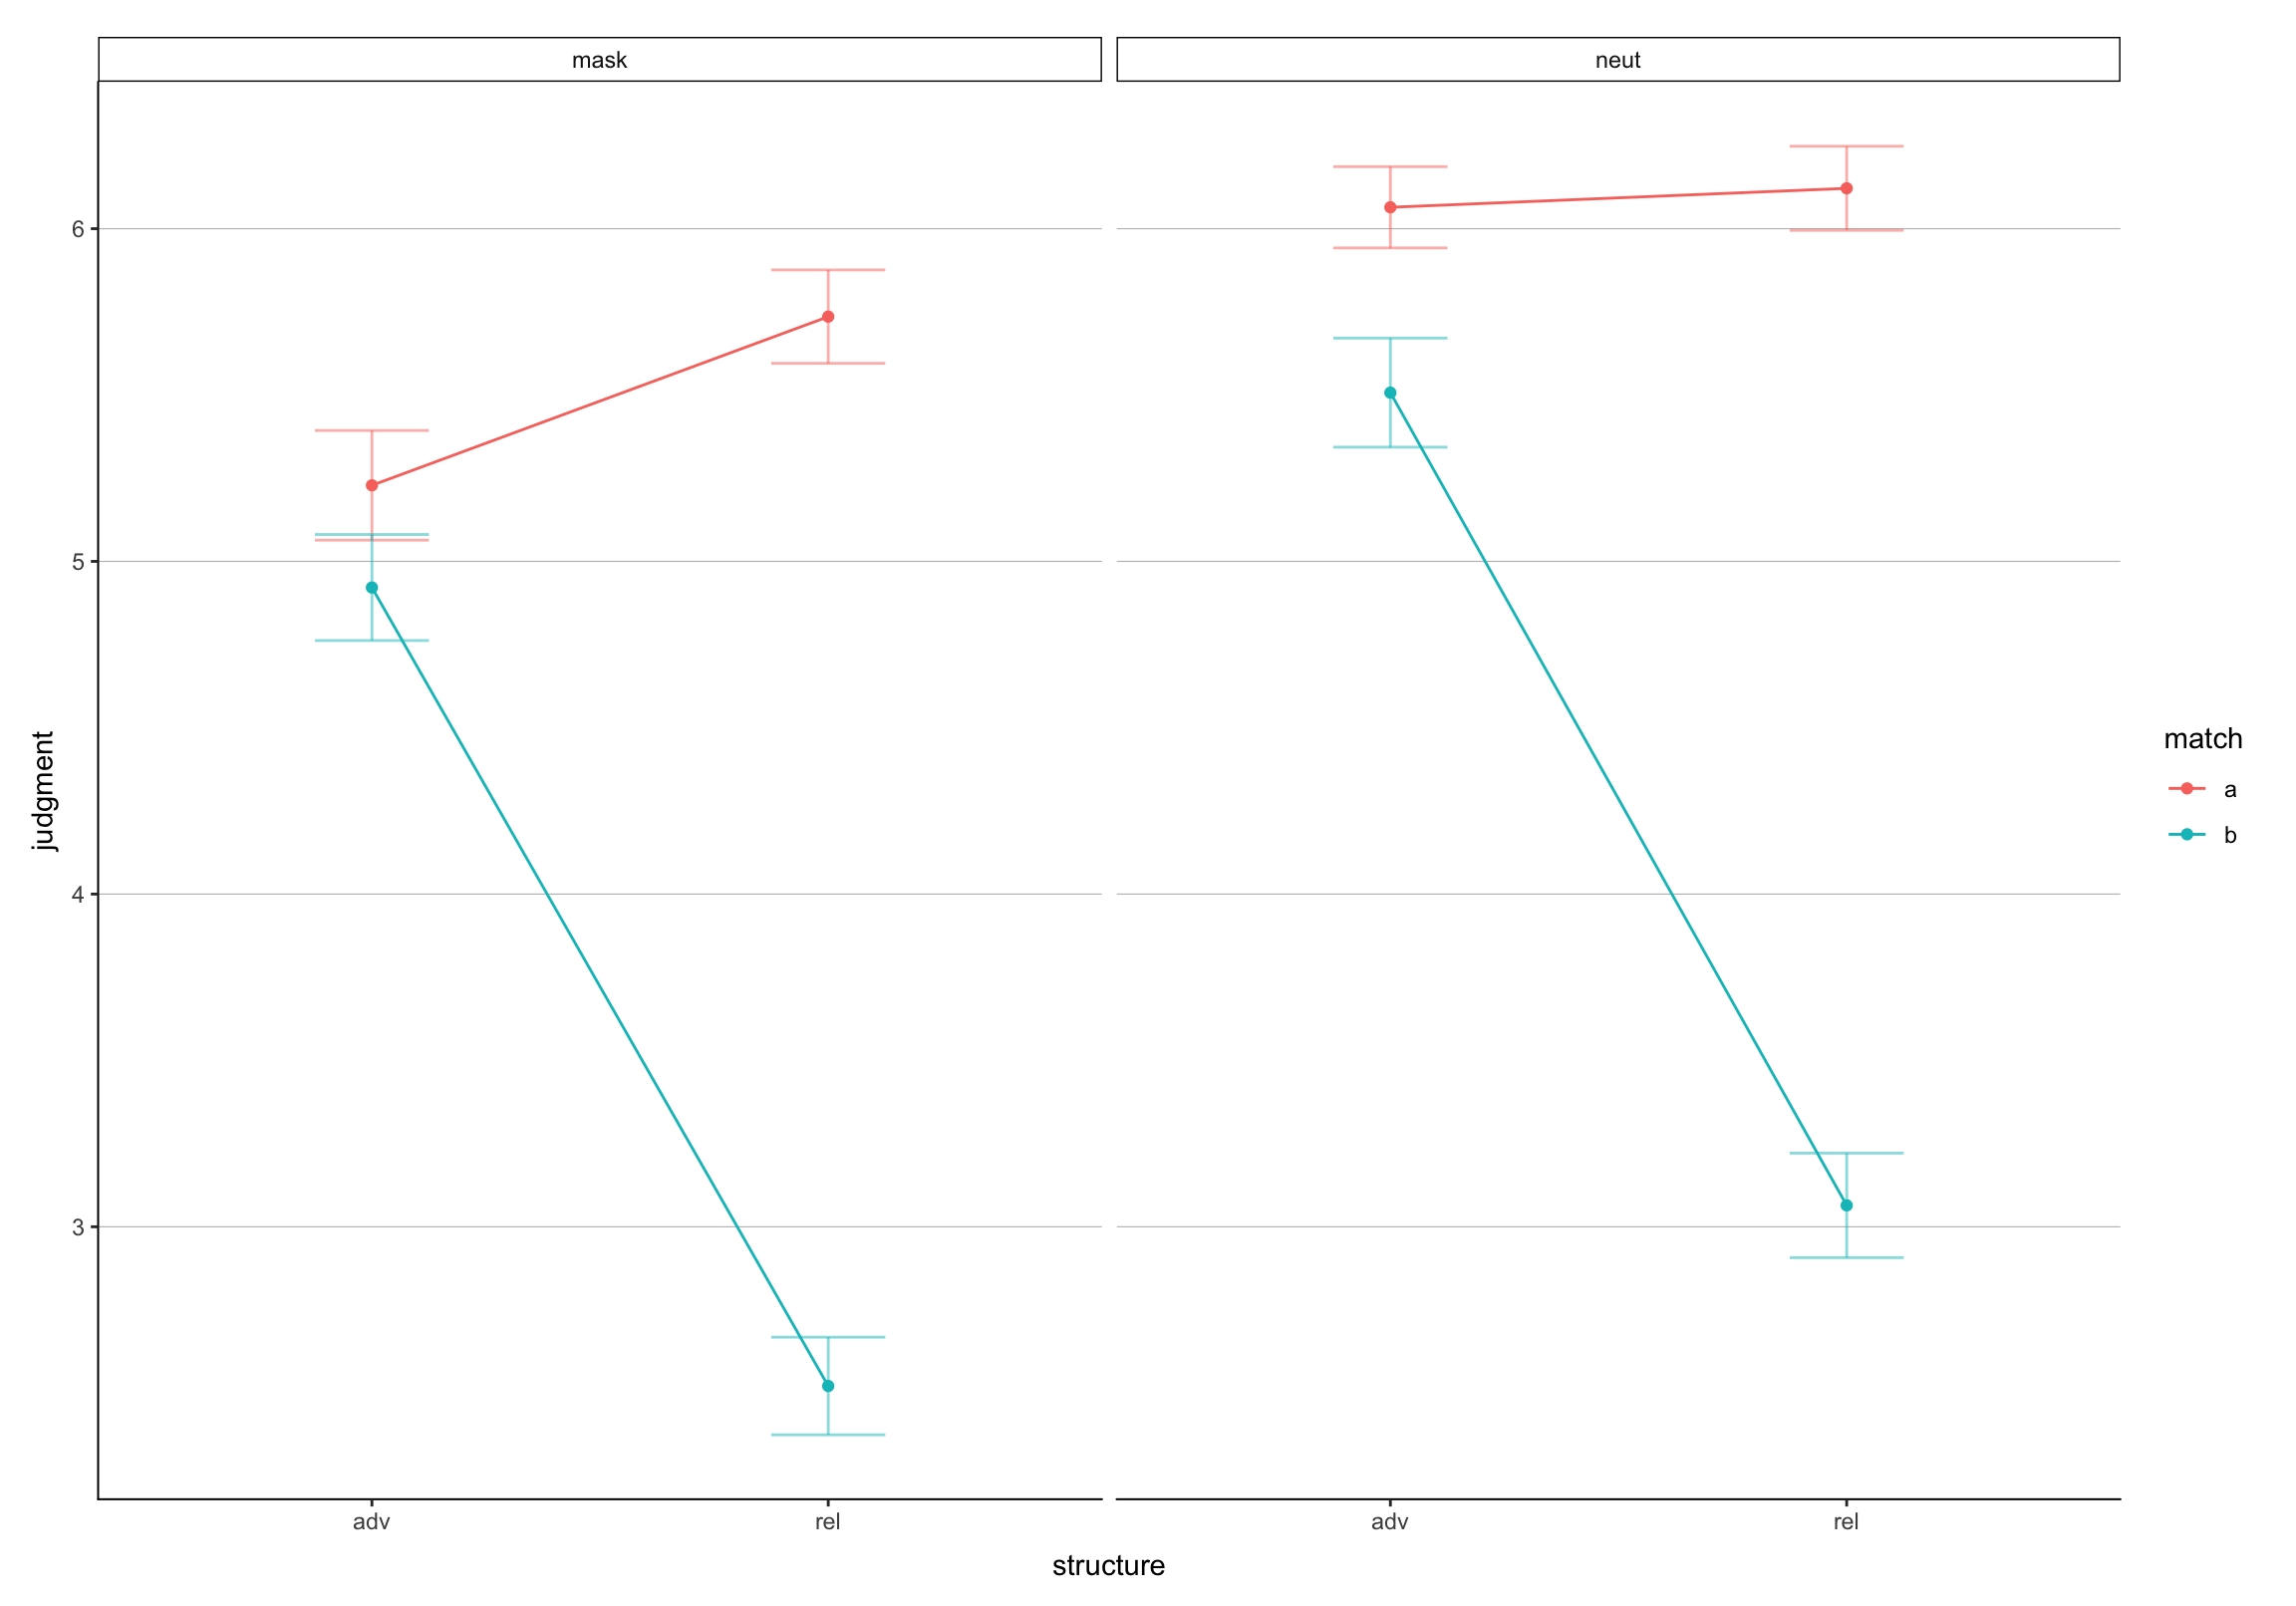 mask
neut
6
5
4
3
judgment
adv
rel
adv
rel
structure
match
a
b